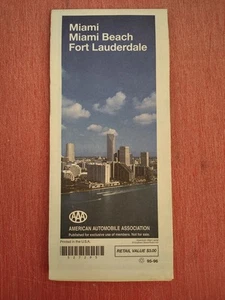 Miami
Miami Beach
Fort Lauderdale
AAA
AMERICAN AUTOMOBILE ASSOCIATION
Published for exclusive use of members. Not for sale.
Printed in the U.S.A.
RETAIL VALUE $3.00